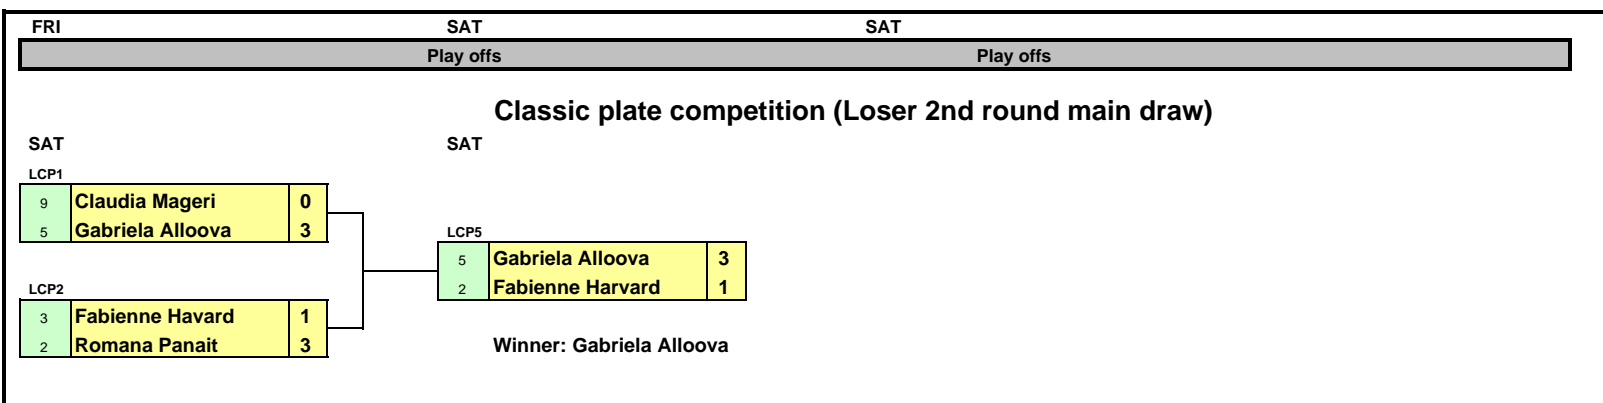 FRI SAT SAT
Play offs Play offs
Classic plate competition (Loser 2nd round main draw)
SAT SAT
LCP1
9 Claudia Mageri 0
5 Gabriela Alloova 3
LCP5
5 Gabriela Alloova 3
2 Fabienne Harvard 1
LCP2
3 Fabienne Havard 1
2 Romana Panait 3
Winner: Gabriela Alloova